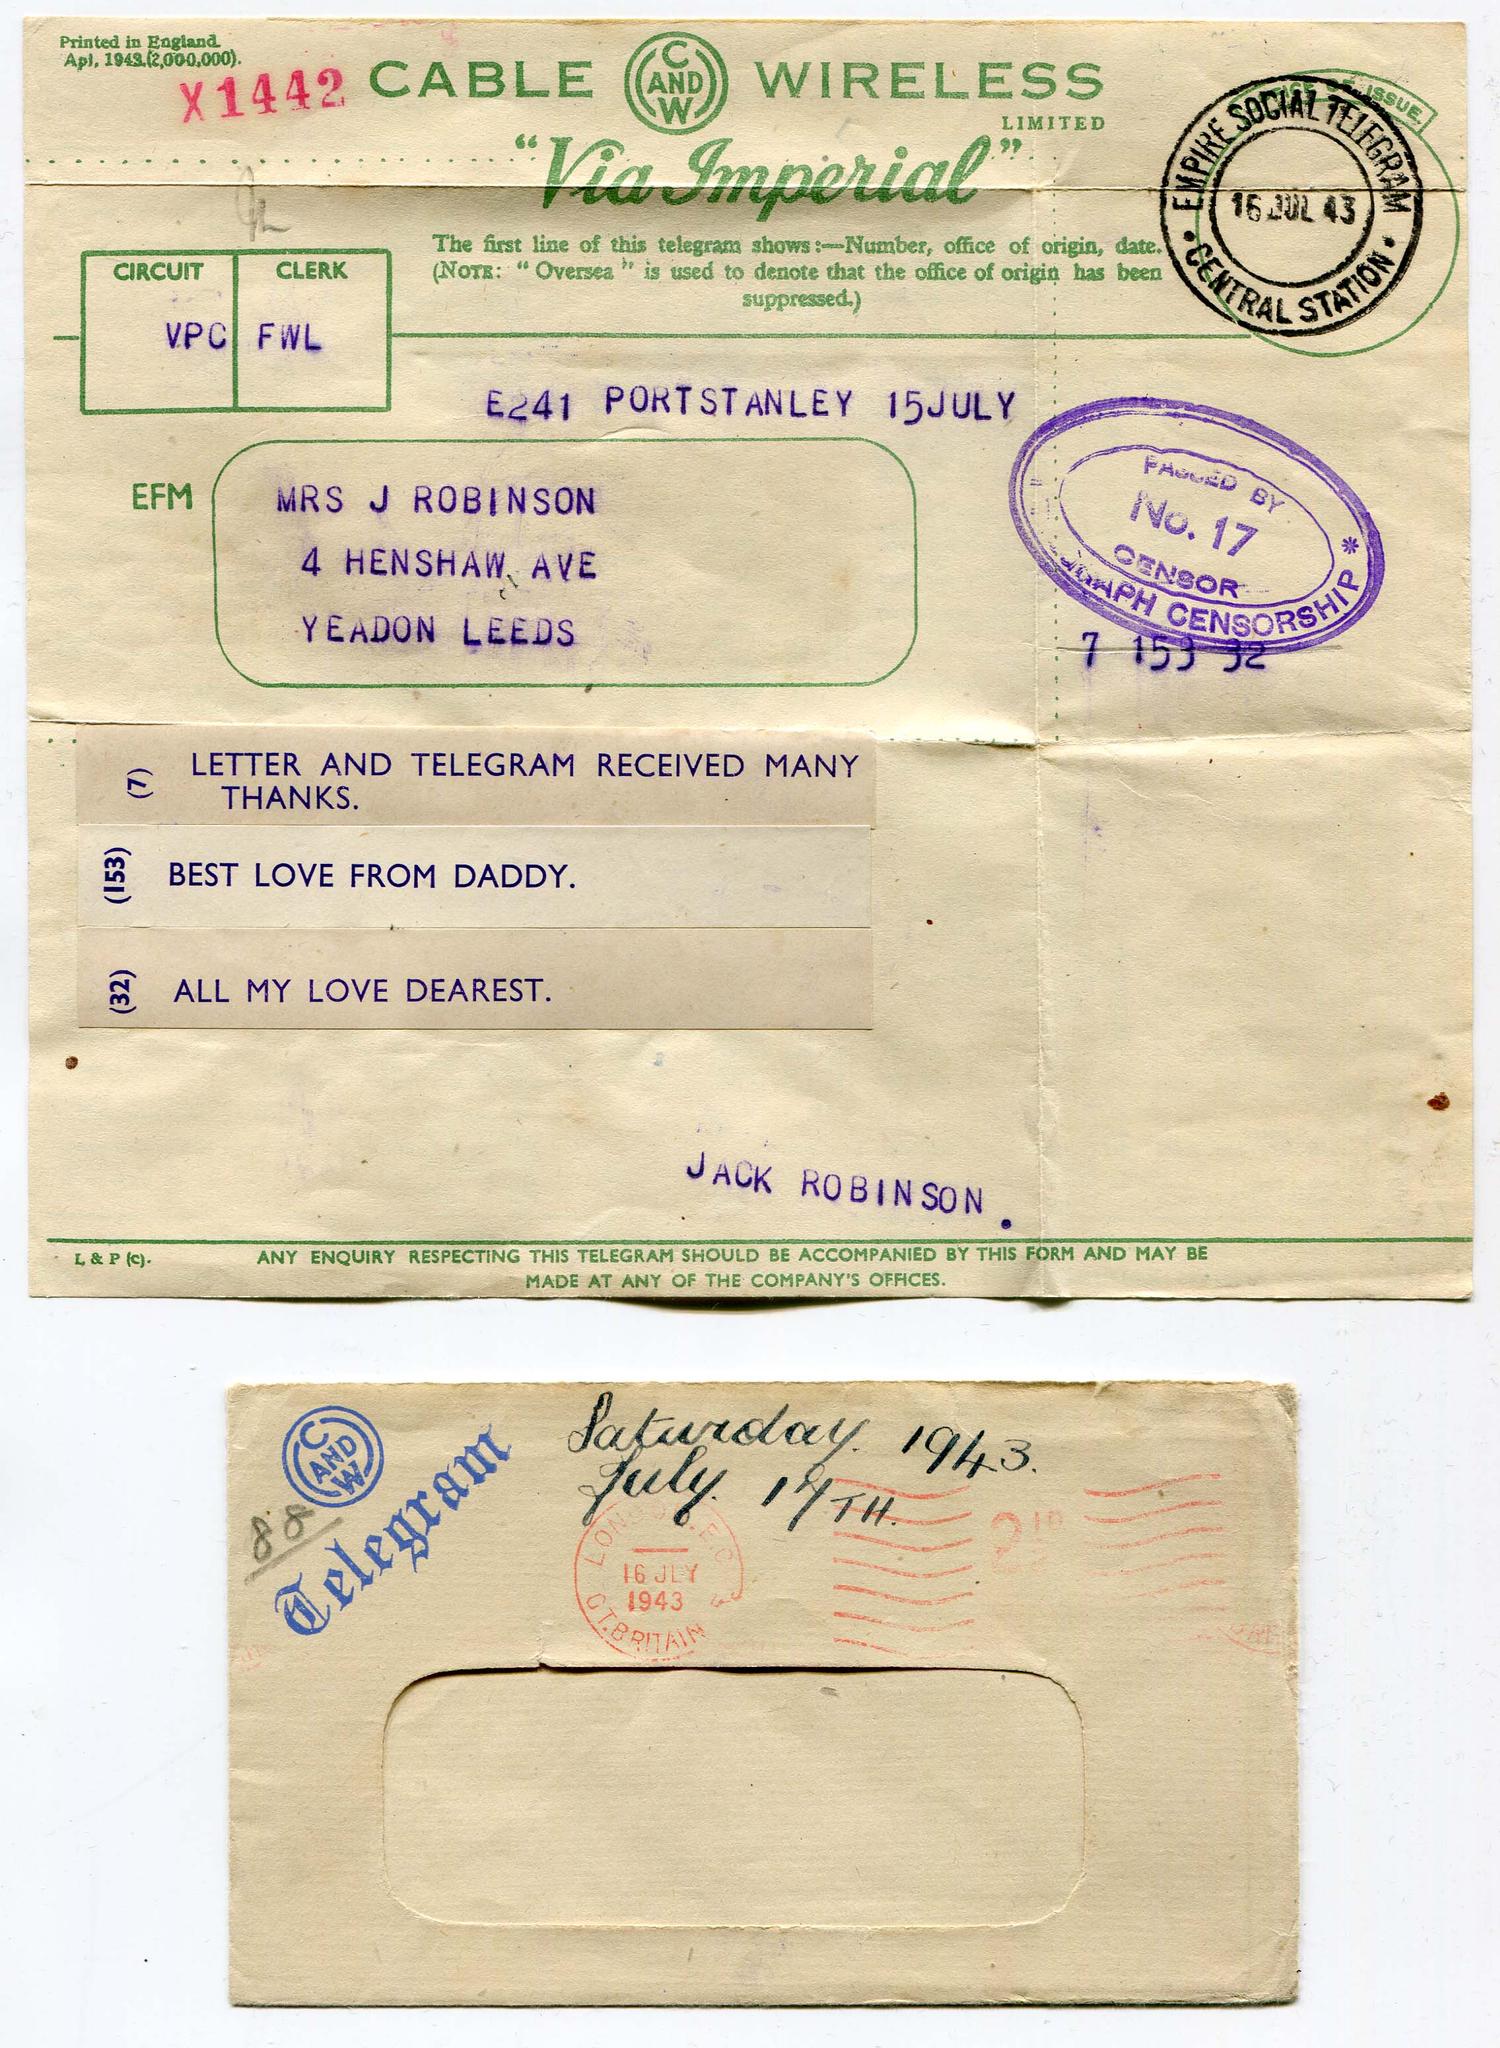 Printed in England.
Apl. 1943.(2,000,000).
X1442
CABLE C AND W WIRELESS
LIMITED
"Via Imperial"
ISSUE.
EMPIRE SOCIAL TELEGRAM
16 JUL 43
• CENTRAL STATION •
The first line of this telegram shows:—Number, office of origin, date.
(NOTE: "Oversea" is used to denote that the office of origin has been
suppressed.)
CIRCUIT CLERK
VPC FWL
E241 PORTSTANLEY 15JULY
EFM
MRS J ROBINSON
4 HENSHAW AVE
YEADON LEEDS
PASSED BY
No. 17
CENSOR
CENSORSHIP *
7 153 32
(7) LETTER AND TELEGRAM RECEIVED MANY
THANKS.
(153) BEST LOVE FROM DADDY.
(32) ALL MY LOVE DEAREST.
JACK ROBINSON.
L & P (C). ANY ENQUIRY RESPECTING THIS TELEGRAM SHOULD BE ACCOMPANIED BY THIS FORM AND MAY BE
MADE AT ANY OF THE COMPANY'S OFFICES.
C AND W
Telegram
88
Saturday. 1943.
July. 17TH.
LONDON.E.C.
16 JLY
1943
GT.BRITAIN
2 1D